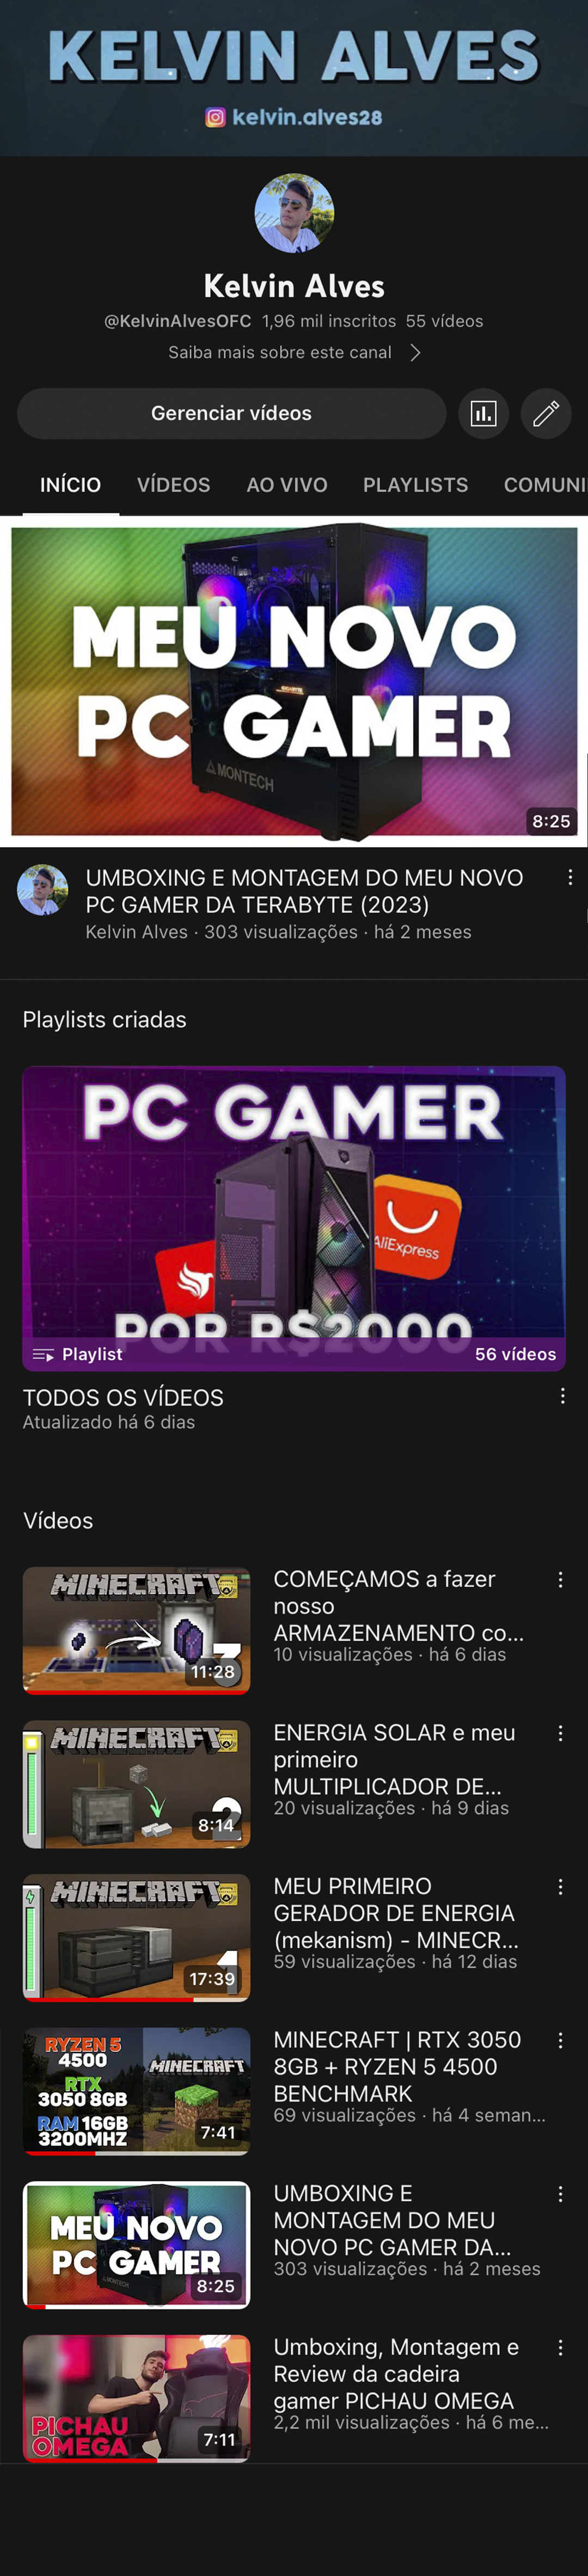 KELVIN ALVES
kelvin.alves28
Kelvin Alves
@KelvinAlvesOFC 1,96 mil inscritos 55 vídeos
Saiba mais sobre este canal
Gerenciar vídeos
INÍCIO VÍDEOS AO VIVO PLAYLISTS COMUNI
MEU NOVO
PC GAMER
GIGABYTE
MONTECH
8:25
UMBOXING E MONTAGEM DO MEU NOVO
PC GAMER DA TERABYTE (2023)
Kelvin Alves · 303 visualizações · há 2 meses
Playlists criadas
PC GAMER
AliExpress
POR R$2000
Playlist 56 vídeos
TODOS OS VÍDEOS
Atualizado há 6 dias
Vídeos
MINECRAFT
3
11:28
COMEÇAMOS a fazer
nosso
ARMAZENAMENTO co...
10 visualizações · há 6 dias
MINECRAFT
2
8:14
ENERGIA SOLAR e meu
primeiro
MULTIPLICADOR DE...
20 visualizações · há 9 dias
MINECRAFT
1
17:39
MEU PRIMEIRO
GERADOR DE ENERGIA
(mekanism) - MINECR...
59 visualizações · há 12 dias
RYZEN 5
4500
RTX
3050 8GB
RAM 16GB
3200MHZ
MINECRAFT
7:41
MINECRAFT | RTX 3050
8GB + RYZEN 5 4500
BENCHMARK
69 visualizações · há 4 seman...
MEU NOVO
PC GAMER
MONTECH
8:25
UMBOXING E
MONTAGEM DO MEU
NOVO PC GAMER DA...
303 visualizações · há 2 meses
PICHAU
OMEGA
7:11
Umboxing, Montagem e
Review da cadeira
gamer PICHAU OMEGA
2,2 mil visualizações · há 6 me...